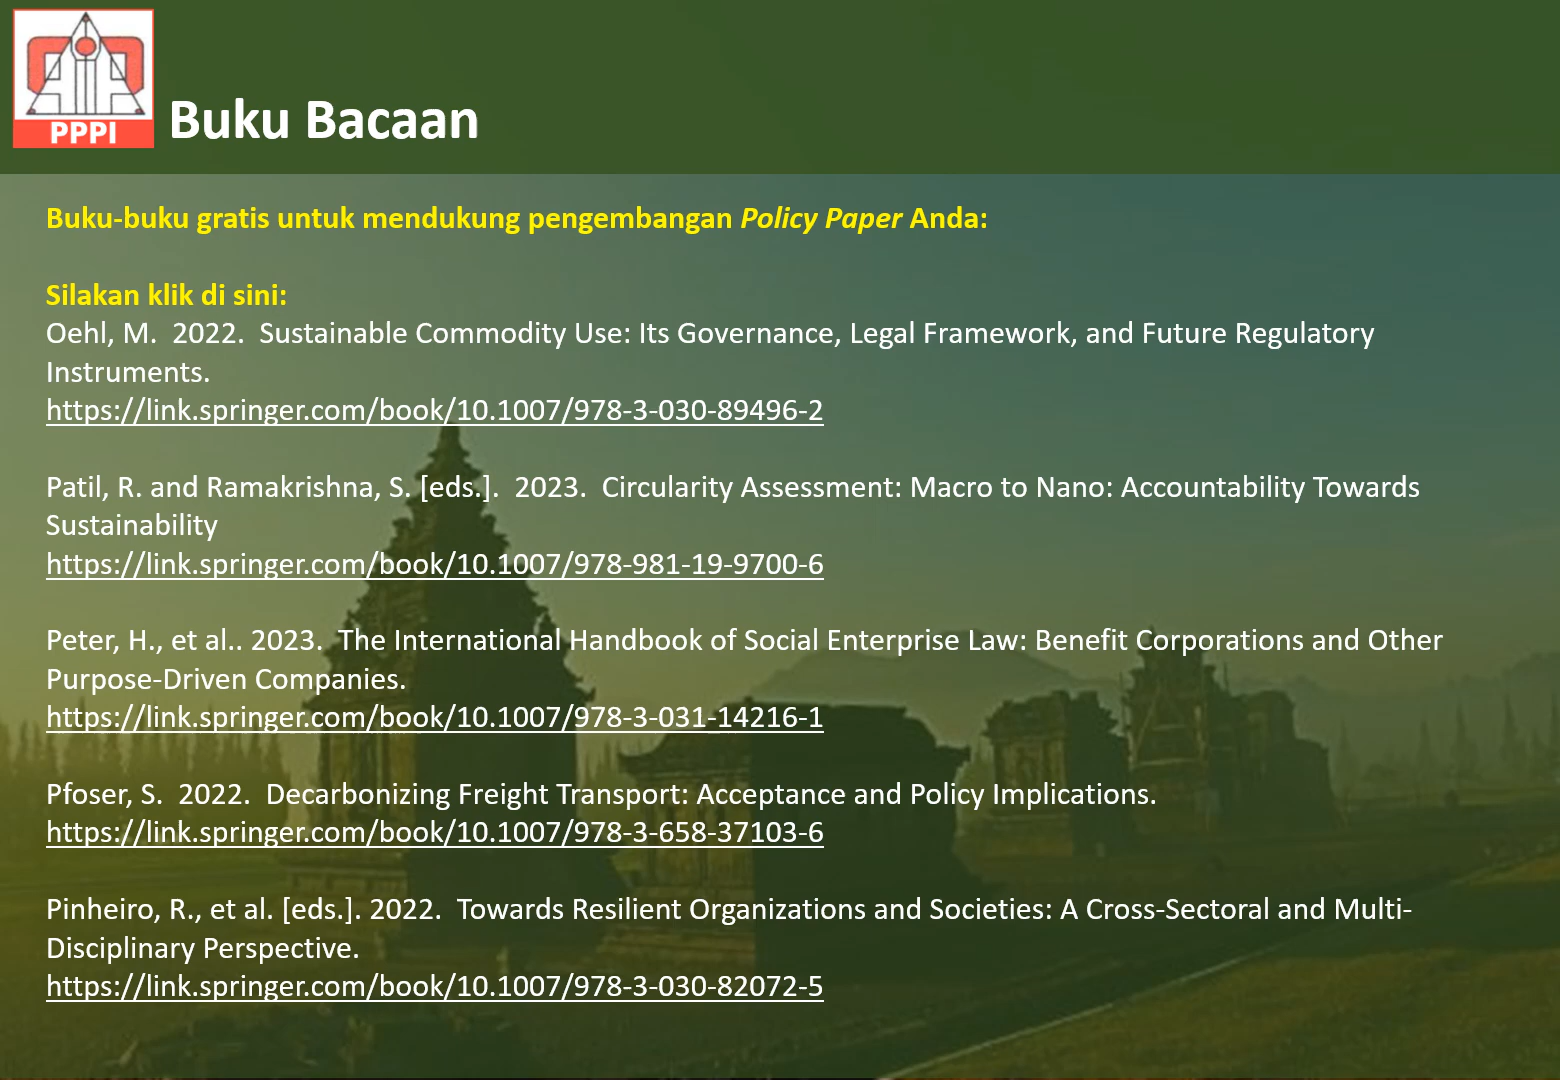 PPPI
Buku Bacaan
Buku-buku gratis untuk mendukung pengembangan Policy Paper Anda:
Silakan klik di sini:
Oehl, M.  2022.  Sustainable Commodity Use: Its Governance, Legal Framework, and Future Regulatory
Instruments.
https://link.springer.com/book/10.1007/978-3-030-89496-2
Patil, R. and Ramakrishna, S. [eds.].  2023.  Circularity Assessment: Macro to Nano: Accountability Towards
Sustainability
https://link.springer.com/book/10.1007/978-981-19-9700-6
Peter, H., et al.. 2023.  The International Handbook of Social Enterprise Law: Benefit Corporations and Other
Purpose-Driven Companies.
https://link.springer.com/book/10.1007/978-3-031-14216-1
Pfoser, S.  2022.  Decarbonizing Freight Transport: Acceptance and Policy Implications.
https://link.springer.com/book/10.1007/978-3-658-37103-6
Pinheiro, R., et al. [eds.]. 2022.  Towards Resilient Organizations and Societies: A Cross-Sectoral and Multi-
Disciplinary Perspective.
https://link.springer.com/book/10.1007/978-3-030-82072-5